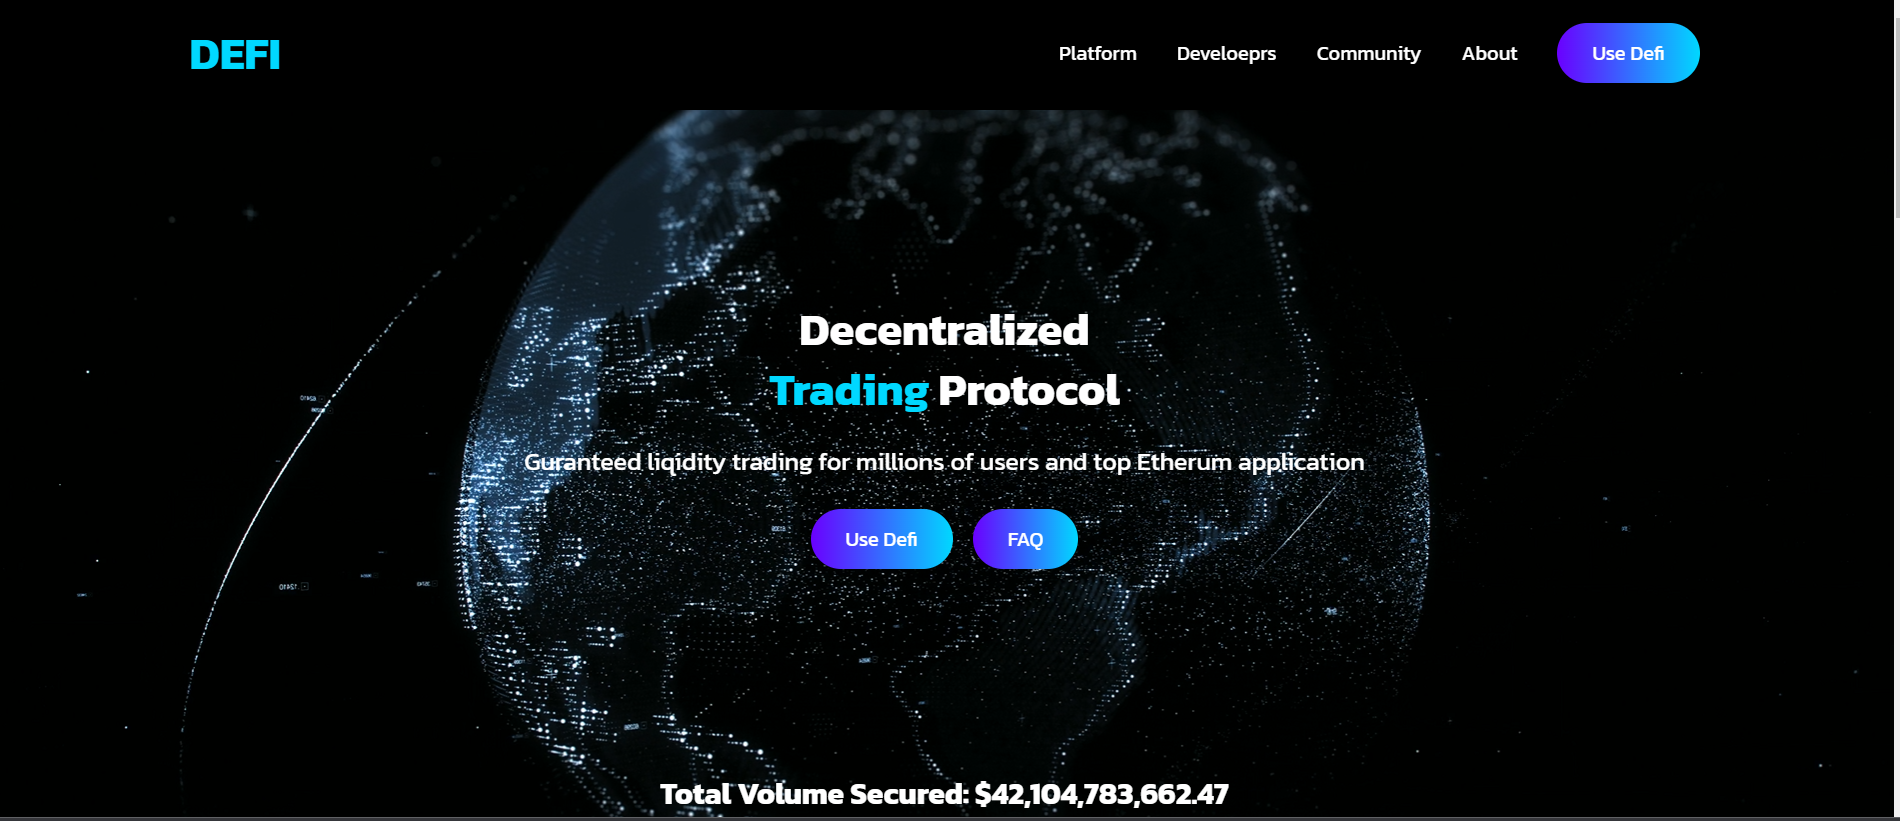 DEFI
Platform
Develoeprs
Community
About
Use Defi
Decentralized
Trading Protocol
Guranteed liqidity trading for millions of users and top Etherum application
Use Defi
FAQ
Total Volume Secured: $42,104,783,662.47